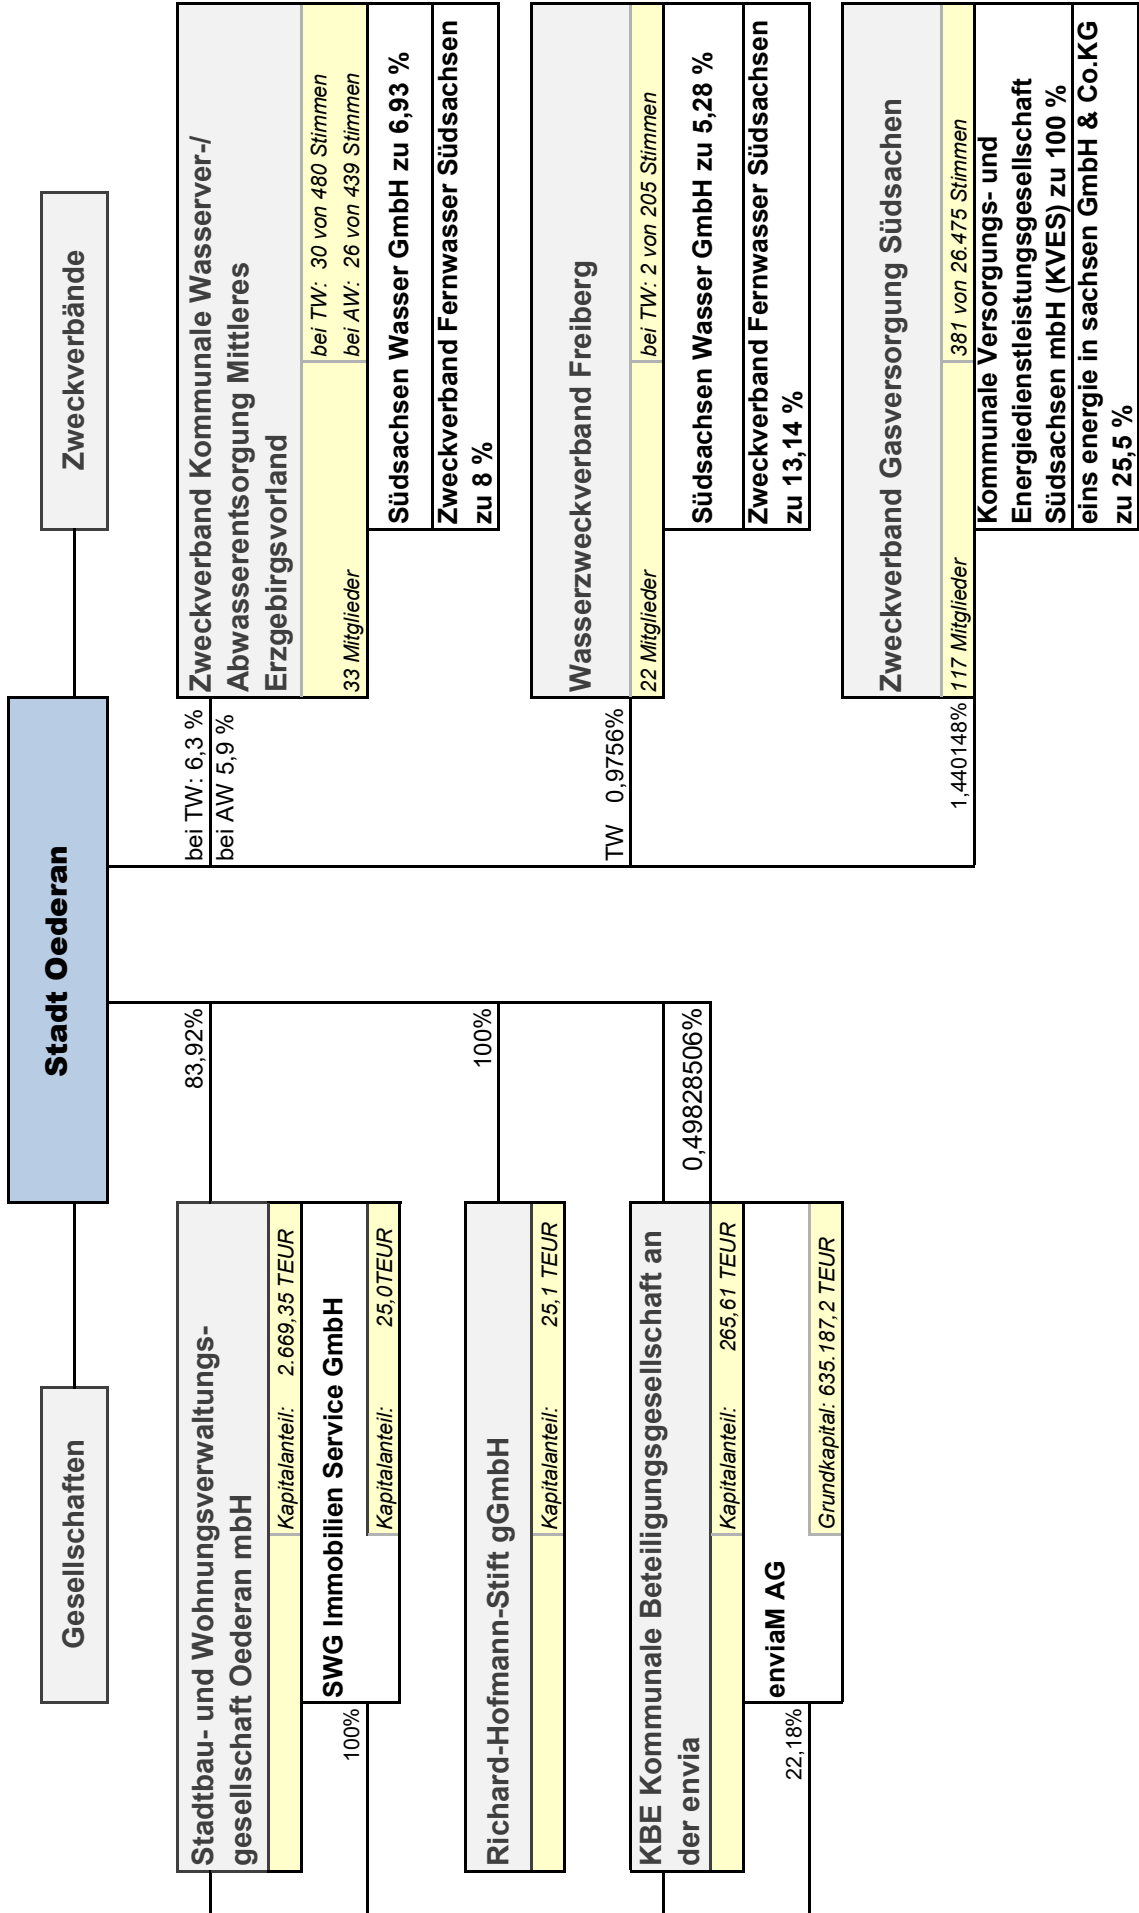 Stadt Oederan
Gesellschaften
Zweckverbände
83,92%
Stadtbau- und Wohnungsverwaltungs-
gesellschaft Oederan mbH
Kapitalanteil: 2.669,35 TEUR
100%
SWG Immobilien Service GmbH
Kapitalanteil: 25,0TEUR
100%
Richard-Hofmann-Stift gGmbH
Kapitalanteil: 25,1 TEUR
0,49828506%
KBE Kommunale Beteiligungsgesellschaft an
der envia
Kapitalanteil: 265,61 TEUR
22,18%
enviaM AG
Grundkapital: 635.187,2 TEUR
bei TW: 6,3 %
bei AW 5,9 %
Zweckverband Kommunale Wasserver-/
Abwasserentsorgung Mittleres
Erzgebirgsvorland
bei TW: 30 von 480 Stimmen
33 Mitglieder bei AW: 26 von 439 Stimmen
Südsachsen Wasser GmbH zu 6,93 %
Zweckverband Fernwasser Südsachsen
zu 8 %
TW 0,9756%
Wasserzweckverband Freiberg
22 Mitglieder bei TW: 2 von 205 Stimmen
Südsachsen Wasser GmbH zu 5,28 %
Zweckverband Fernwasser Südsachsen
zu 13,14 %
1,440148%
Zweckverband Gasversorgung Südsachen
117 Mitglieder 381 von 26.475 Stimmen
Kommunale Versorgungs- und
Energiedienstleistungsgesellschaft
Südsachsen mbH (KVES) zu 100 %
eins energie in sachsen GmbH & Co.KG
zu 25,5 %